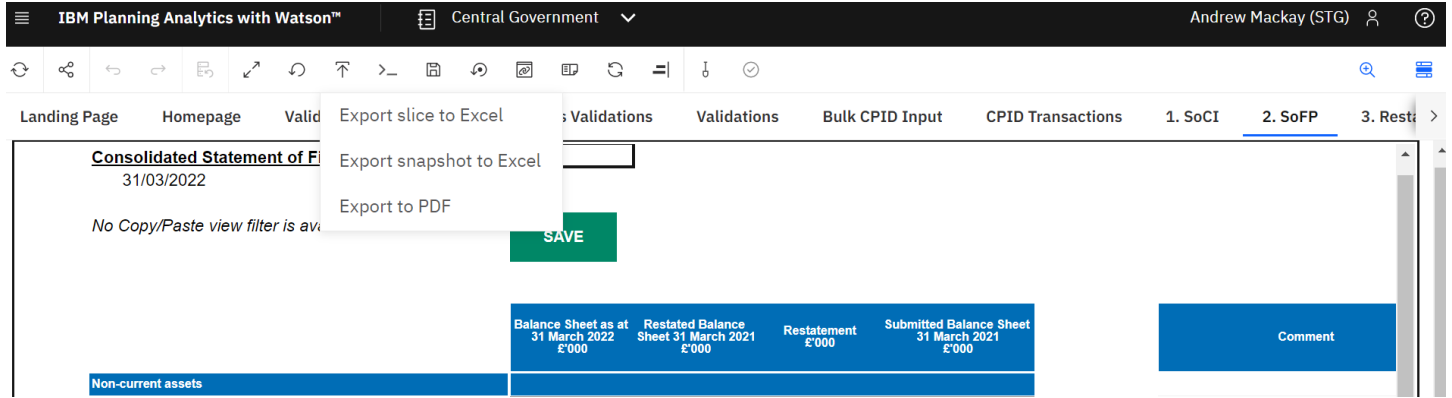 IBM Planning Analytics with Watson™
Central Government
Andrew Mackay (STG)
Landing Page
Homepage
Valid
s Validations
Validations
Bulk CPID Input
CPID Transactions
1. SoCI
2. SoFP
3. Resta
Export slice to Excel
Export snapshot to Excel
Export to PDF
Consolidated Statement of Fi
31/03/2022
No Copy/Paste view filter is ava
SAVE
Balance Sheet as at
31 March 2022
£'000
Restated Balance
Sheet 31 March 2021
£'000
Restatement
£'000
Submitted Balance Sheet
31 March 2021
£'000
Comment
Non-current assets